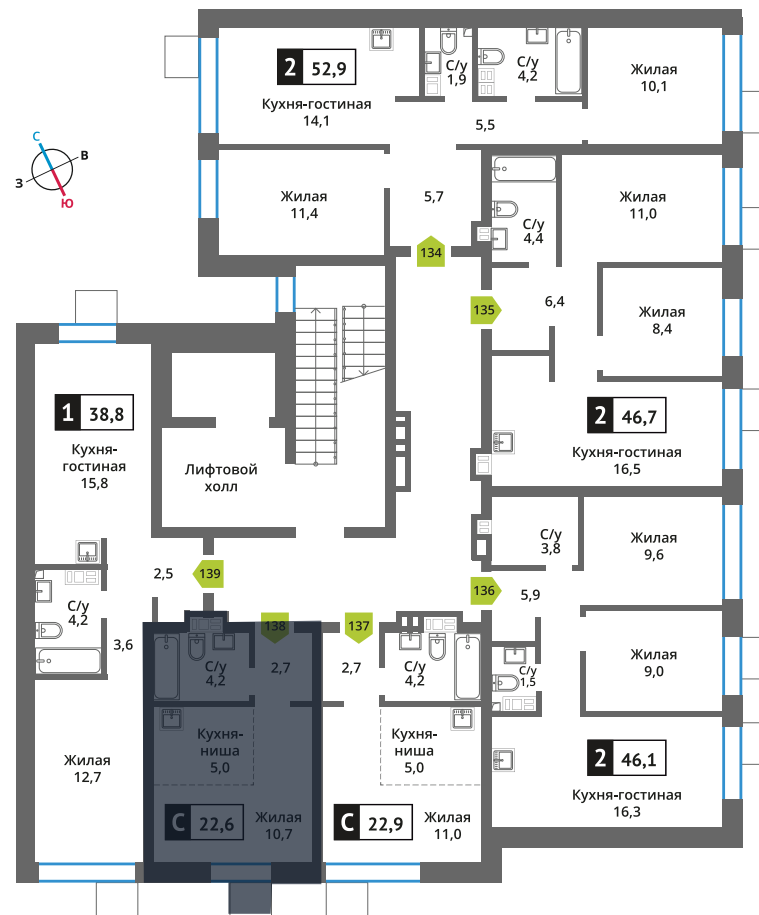 2 52,9
Кухня-гостиная
14,1
С/у
1,9
С/у
4,2
Жилая
10,1
5,5
С
В
З
Ю
Жилая
11,4
5,7
С/у
4,4
Жилая
11,0
134
135
6,4
Жилая
8,4
1 38,8
Кухня-
гостиная
15,8
Лифтовой
холл
2 46,7
Кухня-гостиная
16,5
С/у
3,8
Жилая
9,6
2,5
139
136
5,9
С/у
4,2
3,6
138
137
С/у
4,2
2,7
2,7
С/у
4,2
Жилая
9,0
С/у
1,5
Кухня-
ниша
5,0
Кухня-
ниша
5,0
Жилая
12,7
2 46,1
Кухня-гостиная
16,3
С 22,6
Жилая
10,7
С 22,9
Жилая
11,0